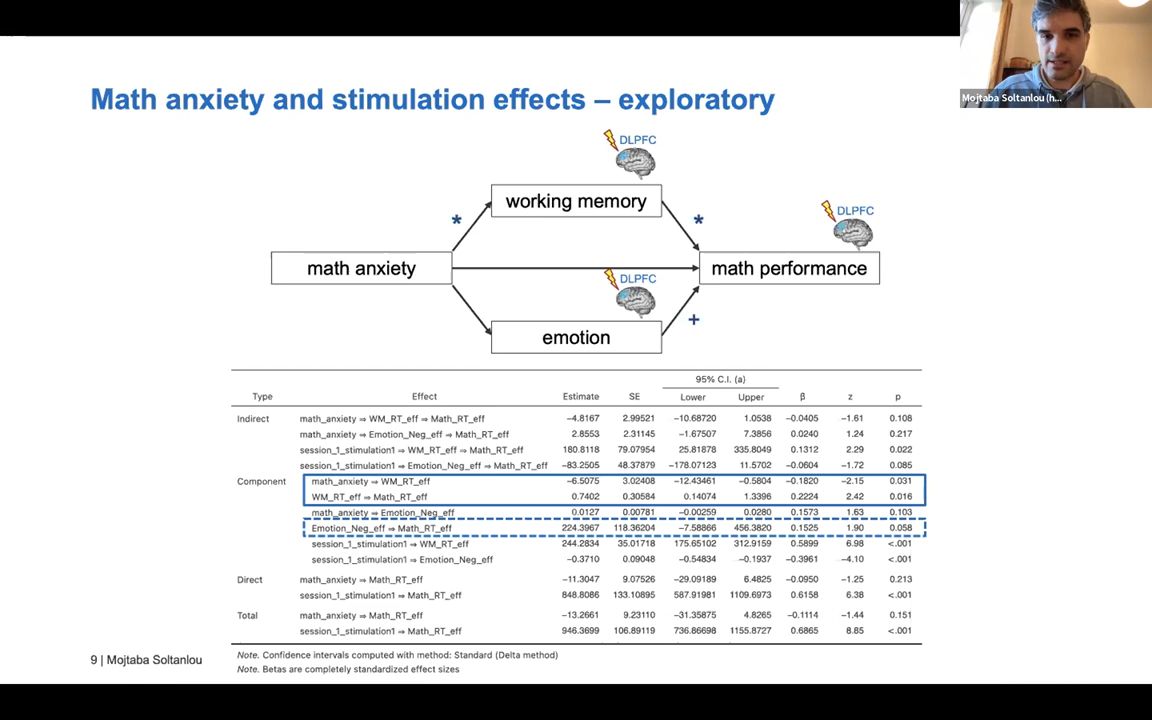 Mojtaba Soltanlou (h...
Math anxiety and stimulation effects – exploratory
DLPFC
working memory
*
*
DLPFC
math anxiety
math performance
DLPFC
+
emotion
95% C.I. (a)
Type Effect Estimate SE Lower Upper β z p
Indirect math_anxiety ⇒ WM_RT_eff ⇒ Math_RT_eff −4.8167 2.99521 −10.68720 1.0538 −0.0405 −1.61 0.108
math_anxiety ⇒ Emotion_Neg_eff ⇒ Math_RT_eff 2.8553 2.31145 −1.67507 7.3856 0.0240 1.24 0.217
session_1_stimulation1 ⇒ WM_RT_eff ⇒ Math_RT_eff 180.8118 79.07954 25.81878 335.8049 0.1312 2.29 0.022
session_1_stimulation1 ⇒ Emotion_Neg_eff ⇒ Math_RT_eff −83.2505 48.37879 −178.07123 11.5702 −0.0604 −1.72 0.085
Component math_anxiety ⇒ WM_RT_eff −6.5075 3.02408 −12.43461 −0.5804 −0.1820 −2.15 0.031
WM_RT_eff ⇒ Math_RT_eff 0.7402 0.30584 0.14074 1.3396 0.2224 2.42 0.016
math_anxiety ⇒ Emotion_Neg_eff 0.0127 0.00781 −0.00259 0.0280 0.1573 1.63 0.103
Emotion_Neg_eff ⇒ Math_RT_eff 224.3967 118.36204 −7.58866 456.3820 0.1525 1.90 0.058
session_1_stimulation1 ⇒ WM_RT_eff 244.2834 35.01718 175.65102 312.9159 0.5899 6.98 <.001
session_1_stimulation1 ⇒ Emotion_Neg_eff −0.3710 0.09048 −0.54834 −0.1937 −0.3961 −4.10 <.001
Direct math_anxiety ⇒ Math_RT_eff −11.3047 9.07526 −29.09189 6.4825 −0.0950 −1.25 0.213
session_1_stimulation1 ⇒ Math_RT_eff 848.8086 133.10895 587.91981 1109.6973 0.6158 6.38 <.001
Total math_anxiety ⇒ Math_RT_eff −13.2661 9.23110 −31.35875 4.8265 −0.1114 −1.44 0.151
session_1_stimulation1 ⇒ Math_RT_eff 946.3699 106.89119 736.86698 1155.8727 0.6865 8.85 <.001
Note. Confidence intervals computed with method: Standard (Delta method)
Note. Betas are completely standardized effect sizes
9 | Mojtaba Soltanlou